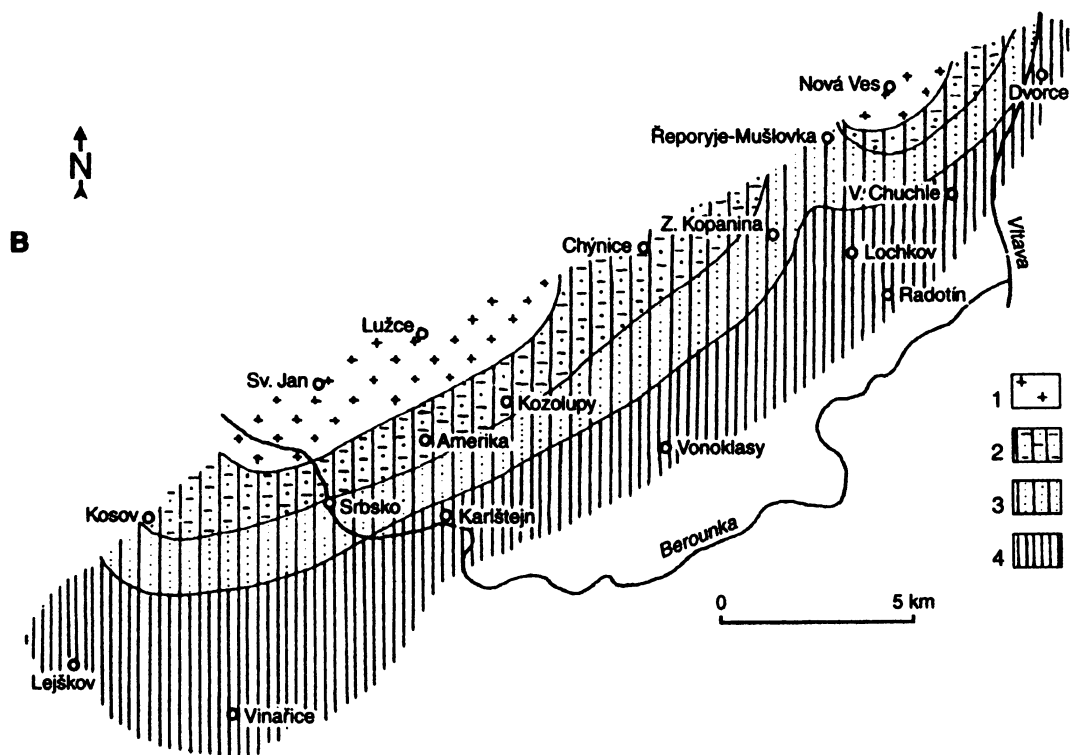 Nová Ves
Dvorce
Řeporyje-Mušlovka
N
V. Chuchle
B
Z. Kopanina
Chýnice
Vltava
Lochkov
Radotín
Lužce
Sv. Jan
1
Kozolupy
2
Amerika
Vonoklasy
3
Srbsko
Kosov
Karlštejn
4
Berounka
0 5 km
Lejškov
Vinařice